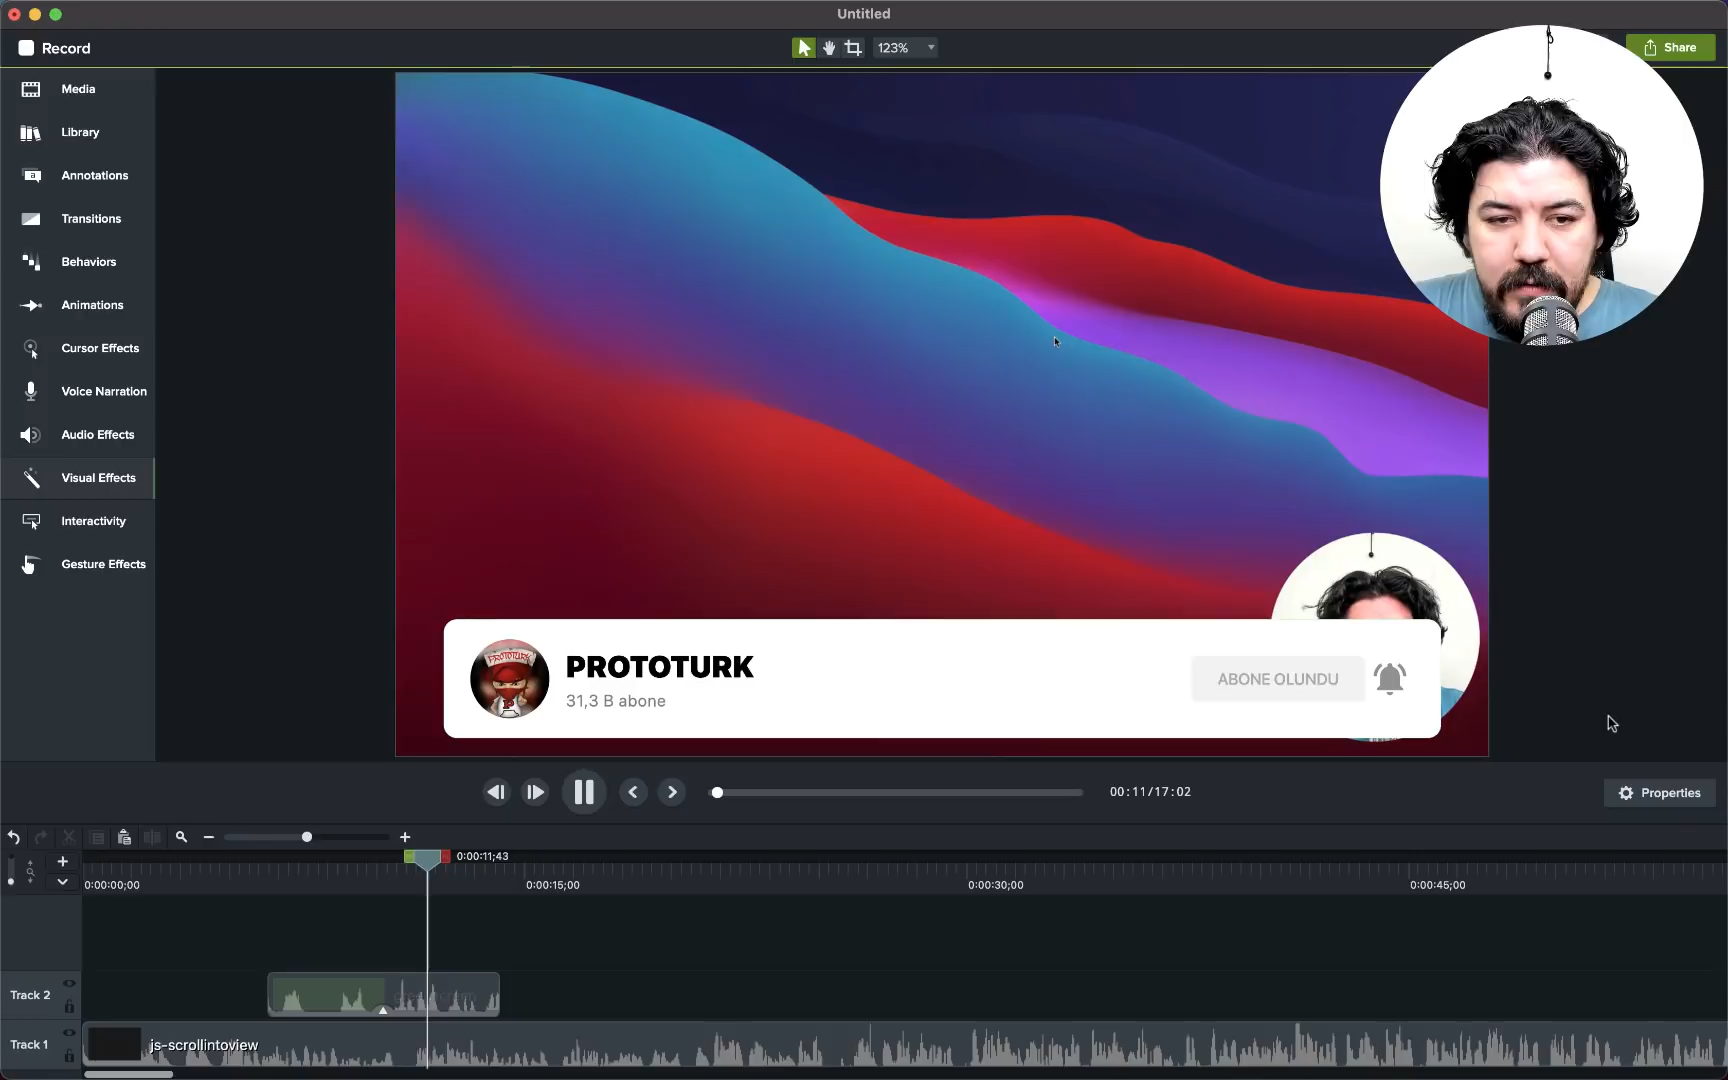 Untitled
Record
123%
Share
Media
Library
Annotations
Transitions
Behaviors
Animations
Cursor Effects
Voice Narration
Audio Effects
Visual Effects
Interactivity
Gesture Effects
PROTOTURK
PROTOTURK
31,3 B abone
ABONE OLUNDU
00:11/17:02
Properties
0:00:11;43
0:00:00;00
0:00:15;00
0:00:30;00
0:00:45;00
Track 2
Track 1
js-scrollintoview